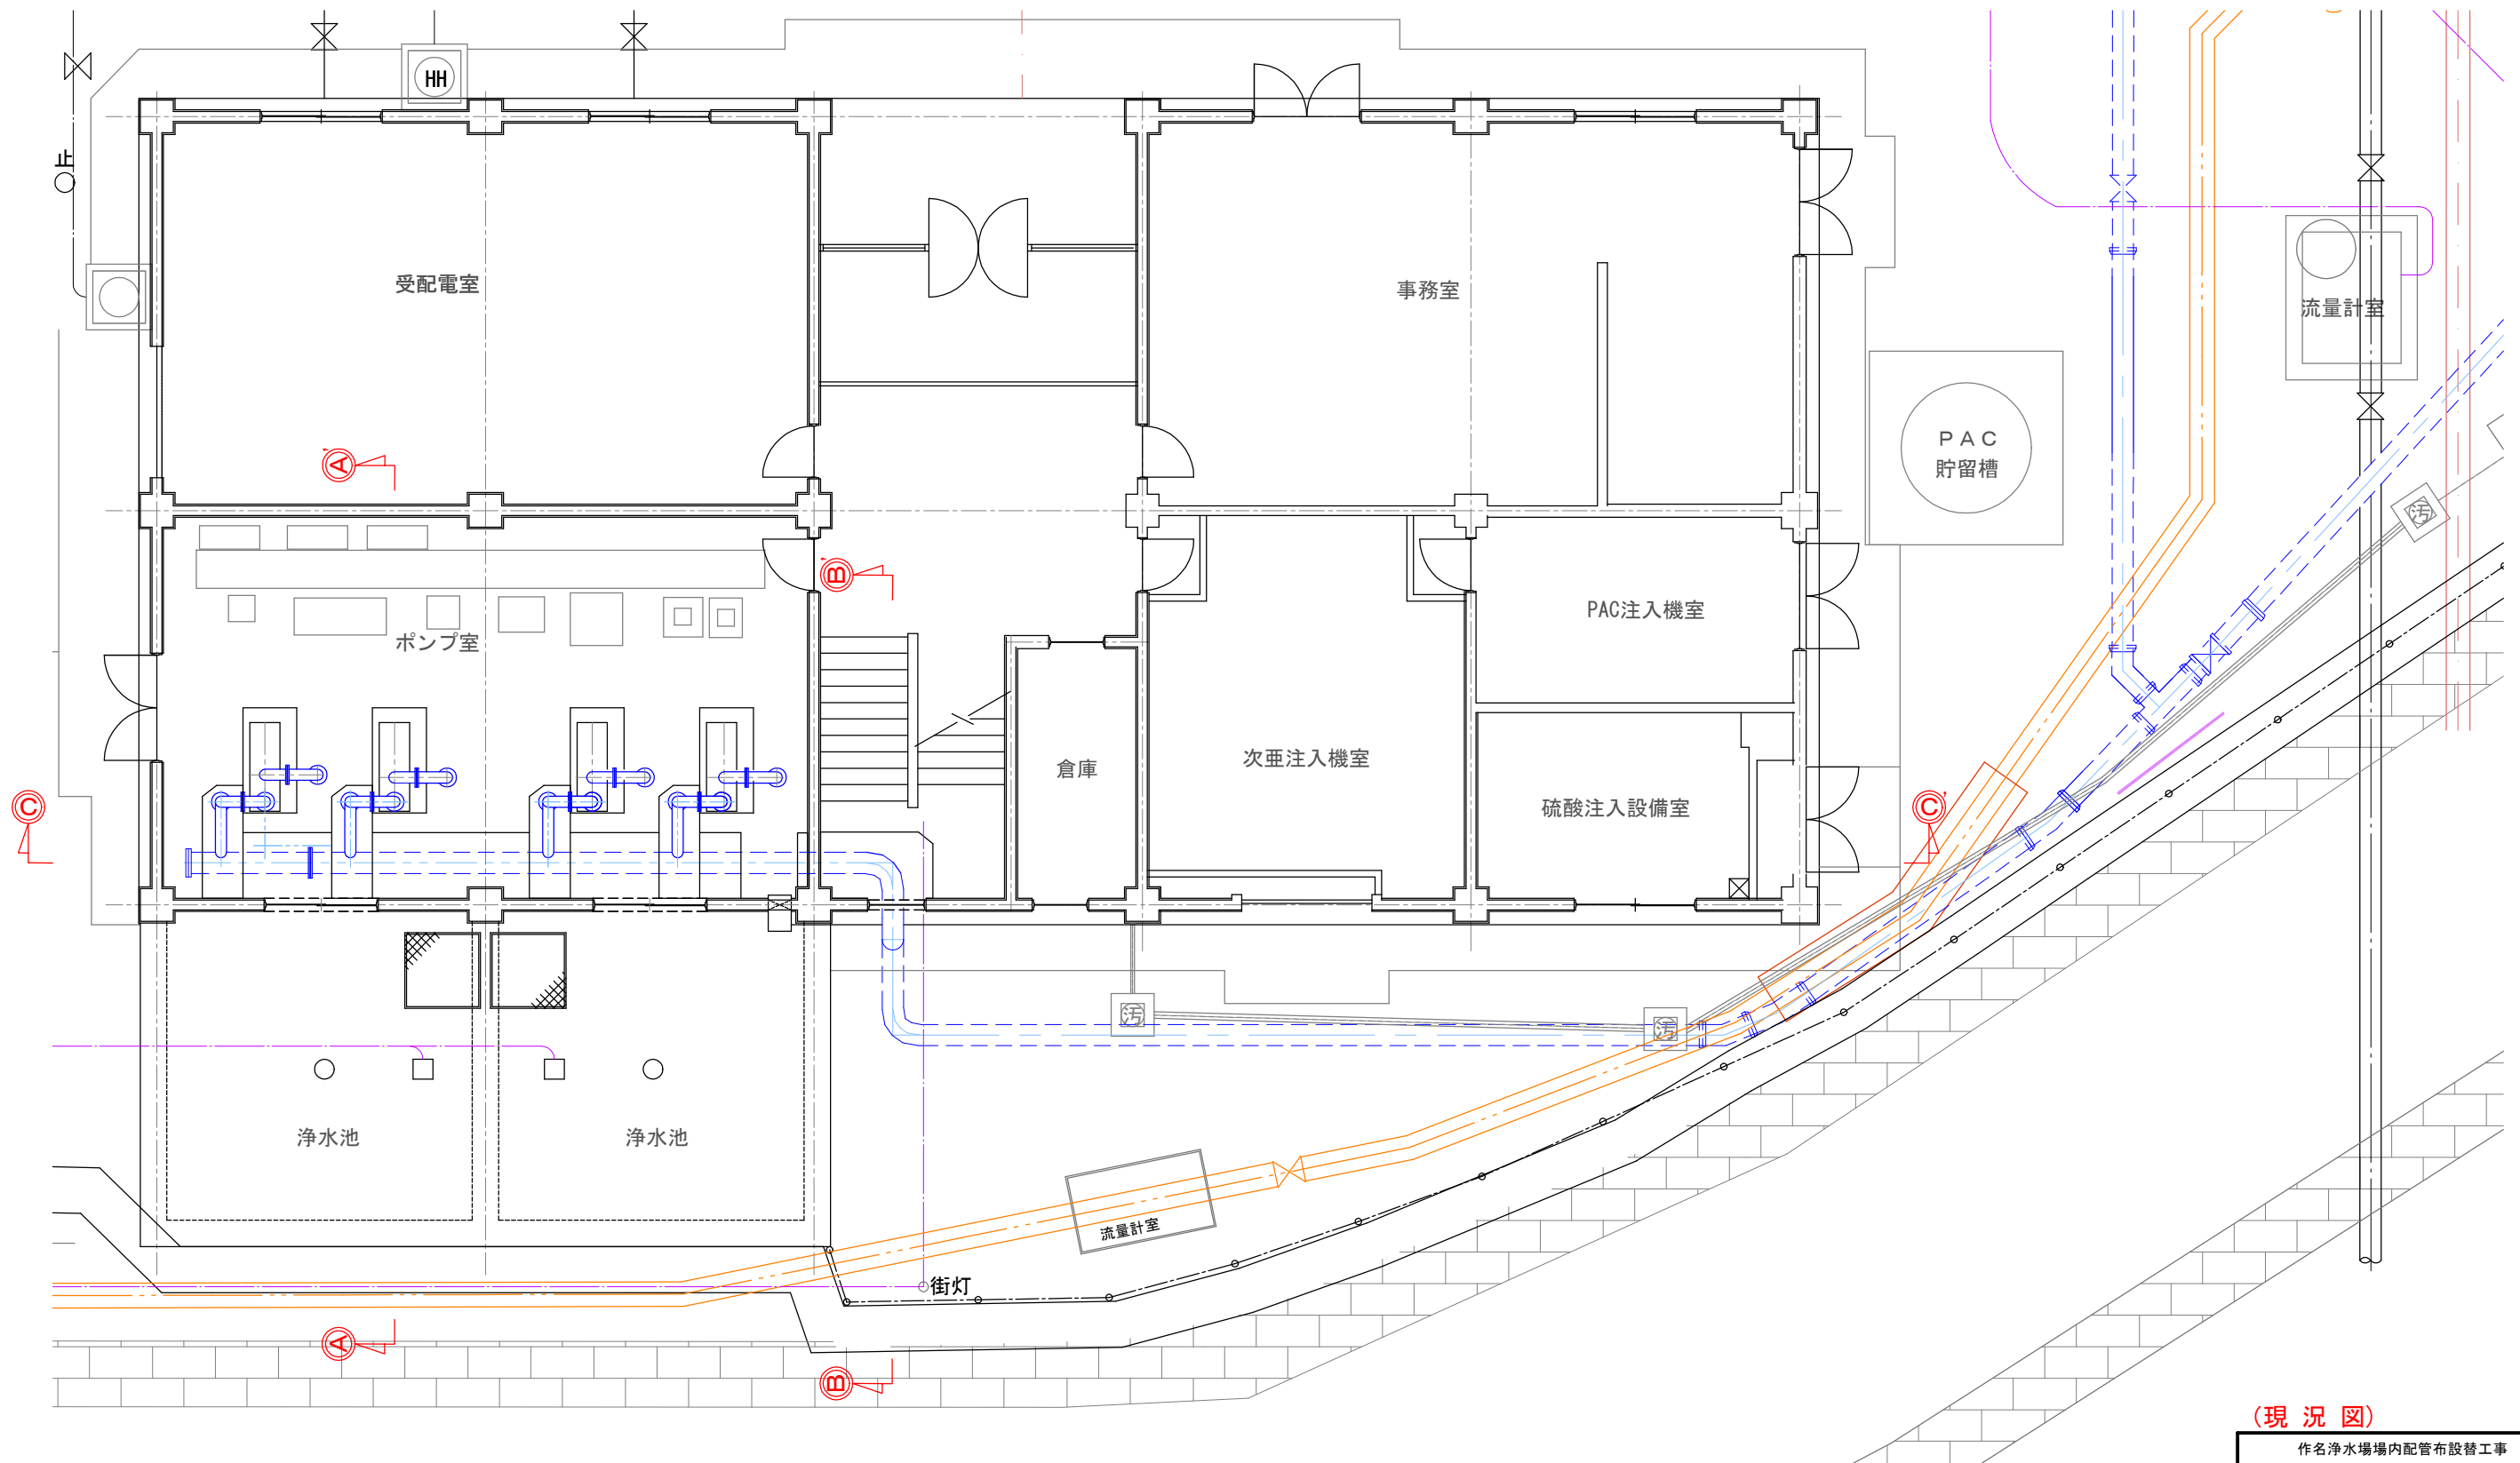 HH
止
受配電室
事務室
流量計室
PAC
貯留槽
A'
B'
汚
ポンプ室
PAC注入機室
倉庫
次亜注入機室
硫酸注入設備室
C
C'
汚
汚
浄水池
浄水池
流量計室
街灯
A
B
(現 況 図)
作名浄水場場内配管布設替工事